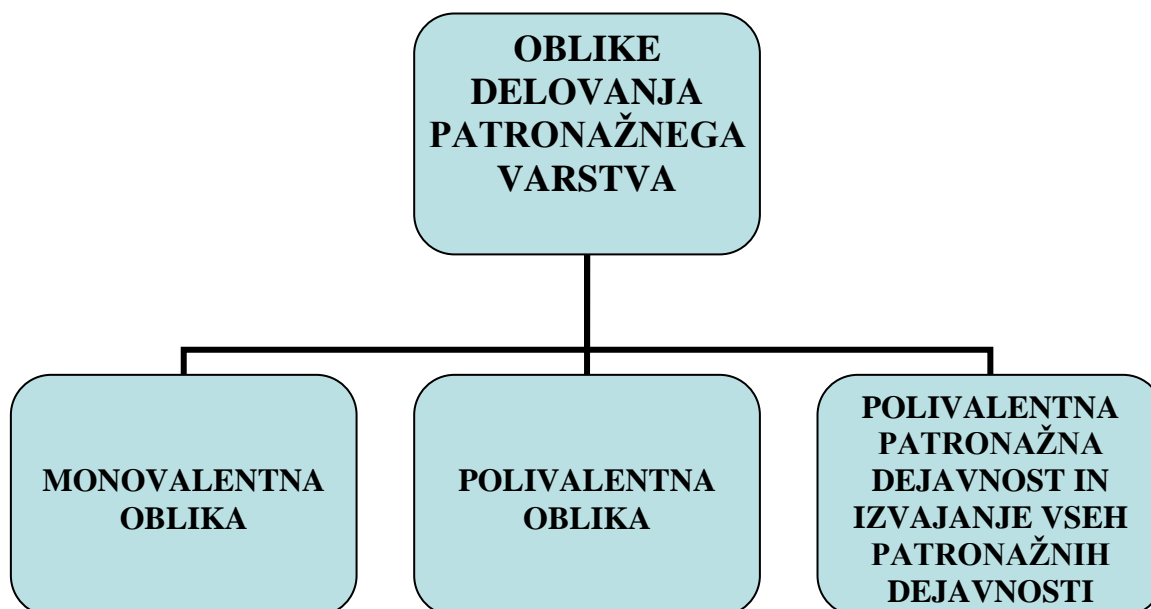 OBLIKE
DELOVANJA
PATRONAŽNEGA
VARSTVA
MONOVALENTNA
OBLIKA
POLIVALENTNA
OBLIKA
POLIVALENTNA
PATRONAŽNA
DEJAVNOST IN
IZVAJANJE VSEH
PATRONAŽNIH
DEJAVNOSTI